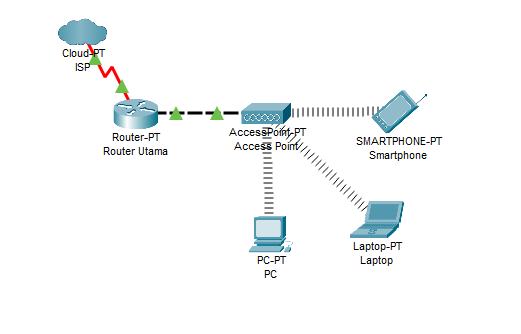 Cloud-PT
ISP
Router-PT
Router Utama
AccessPoint-PT
Access Point
SMARTPHONE-PT
Smartphone
PC-PT
PC
Laptop-PT
Laptop